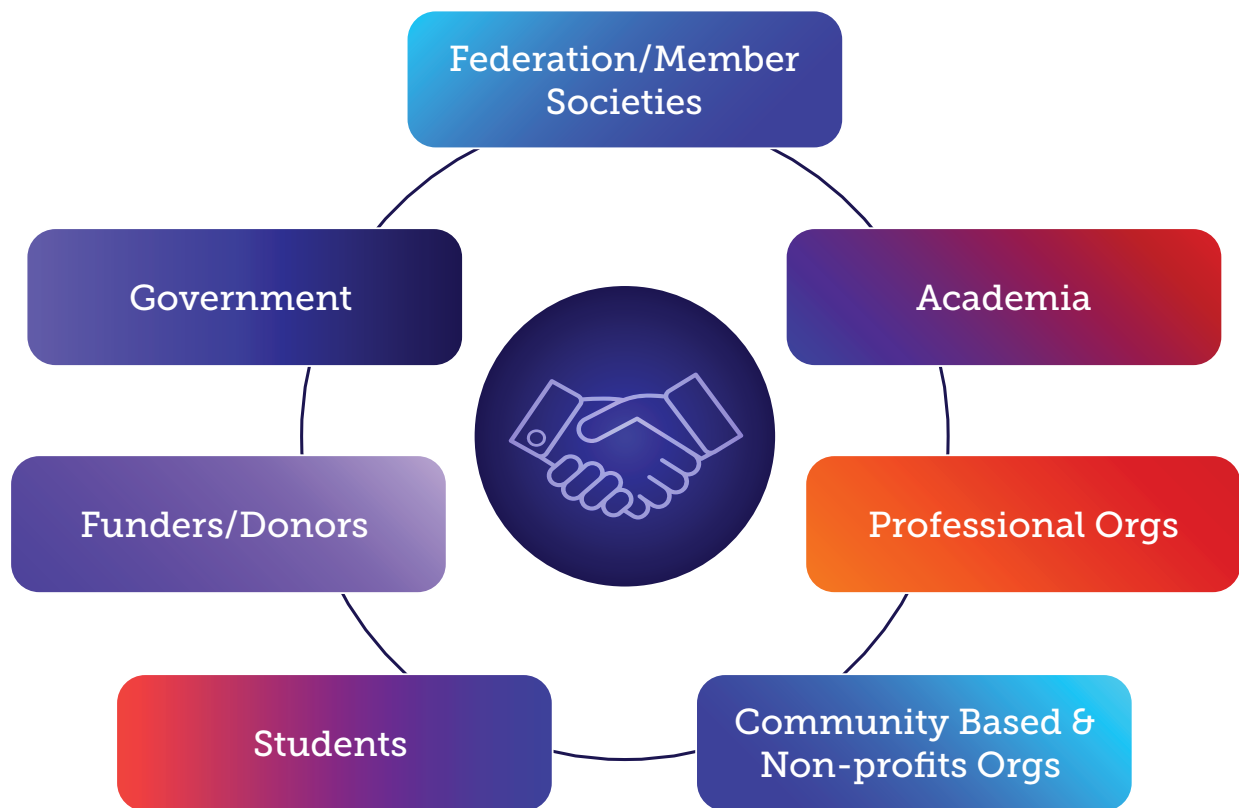 Federation/Member
Societies
Government
Academia
Funders/Donors
Professional Orgs
Students
Community Based &
Non-profits Orgs